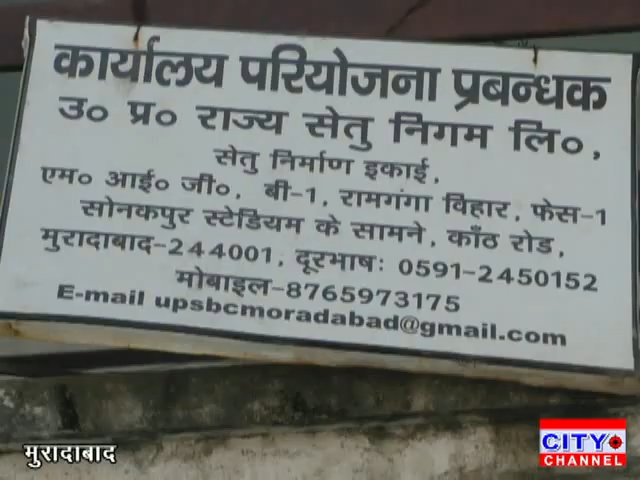 कार्यालय परियोजना प्रबन्धक
उ० प्र० राज्य सेतु निगम लि०,
सेतु निर्माण इकाई,
एम० आई० जी०, बी-1, रामगंगा विहार, फेस-1
सोनकपुर स्टेडियम के सामने, काँठ रोड,
मुरादाबाद-244001, दूरभाषः 0591-2450152
मोबाइल-8765973175
E-mail upsbcmoradabad@gmail.com
मुरादाबाद
CITY
CHANNEL